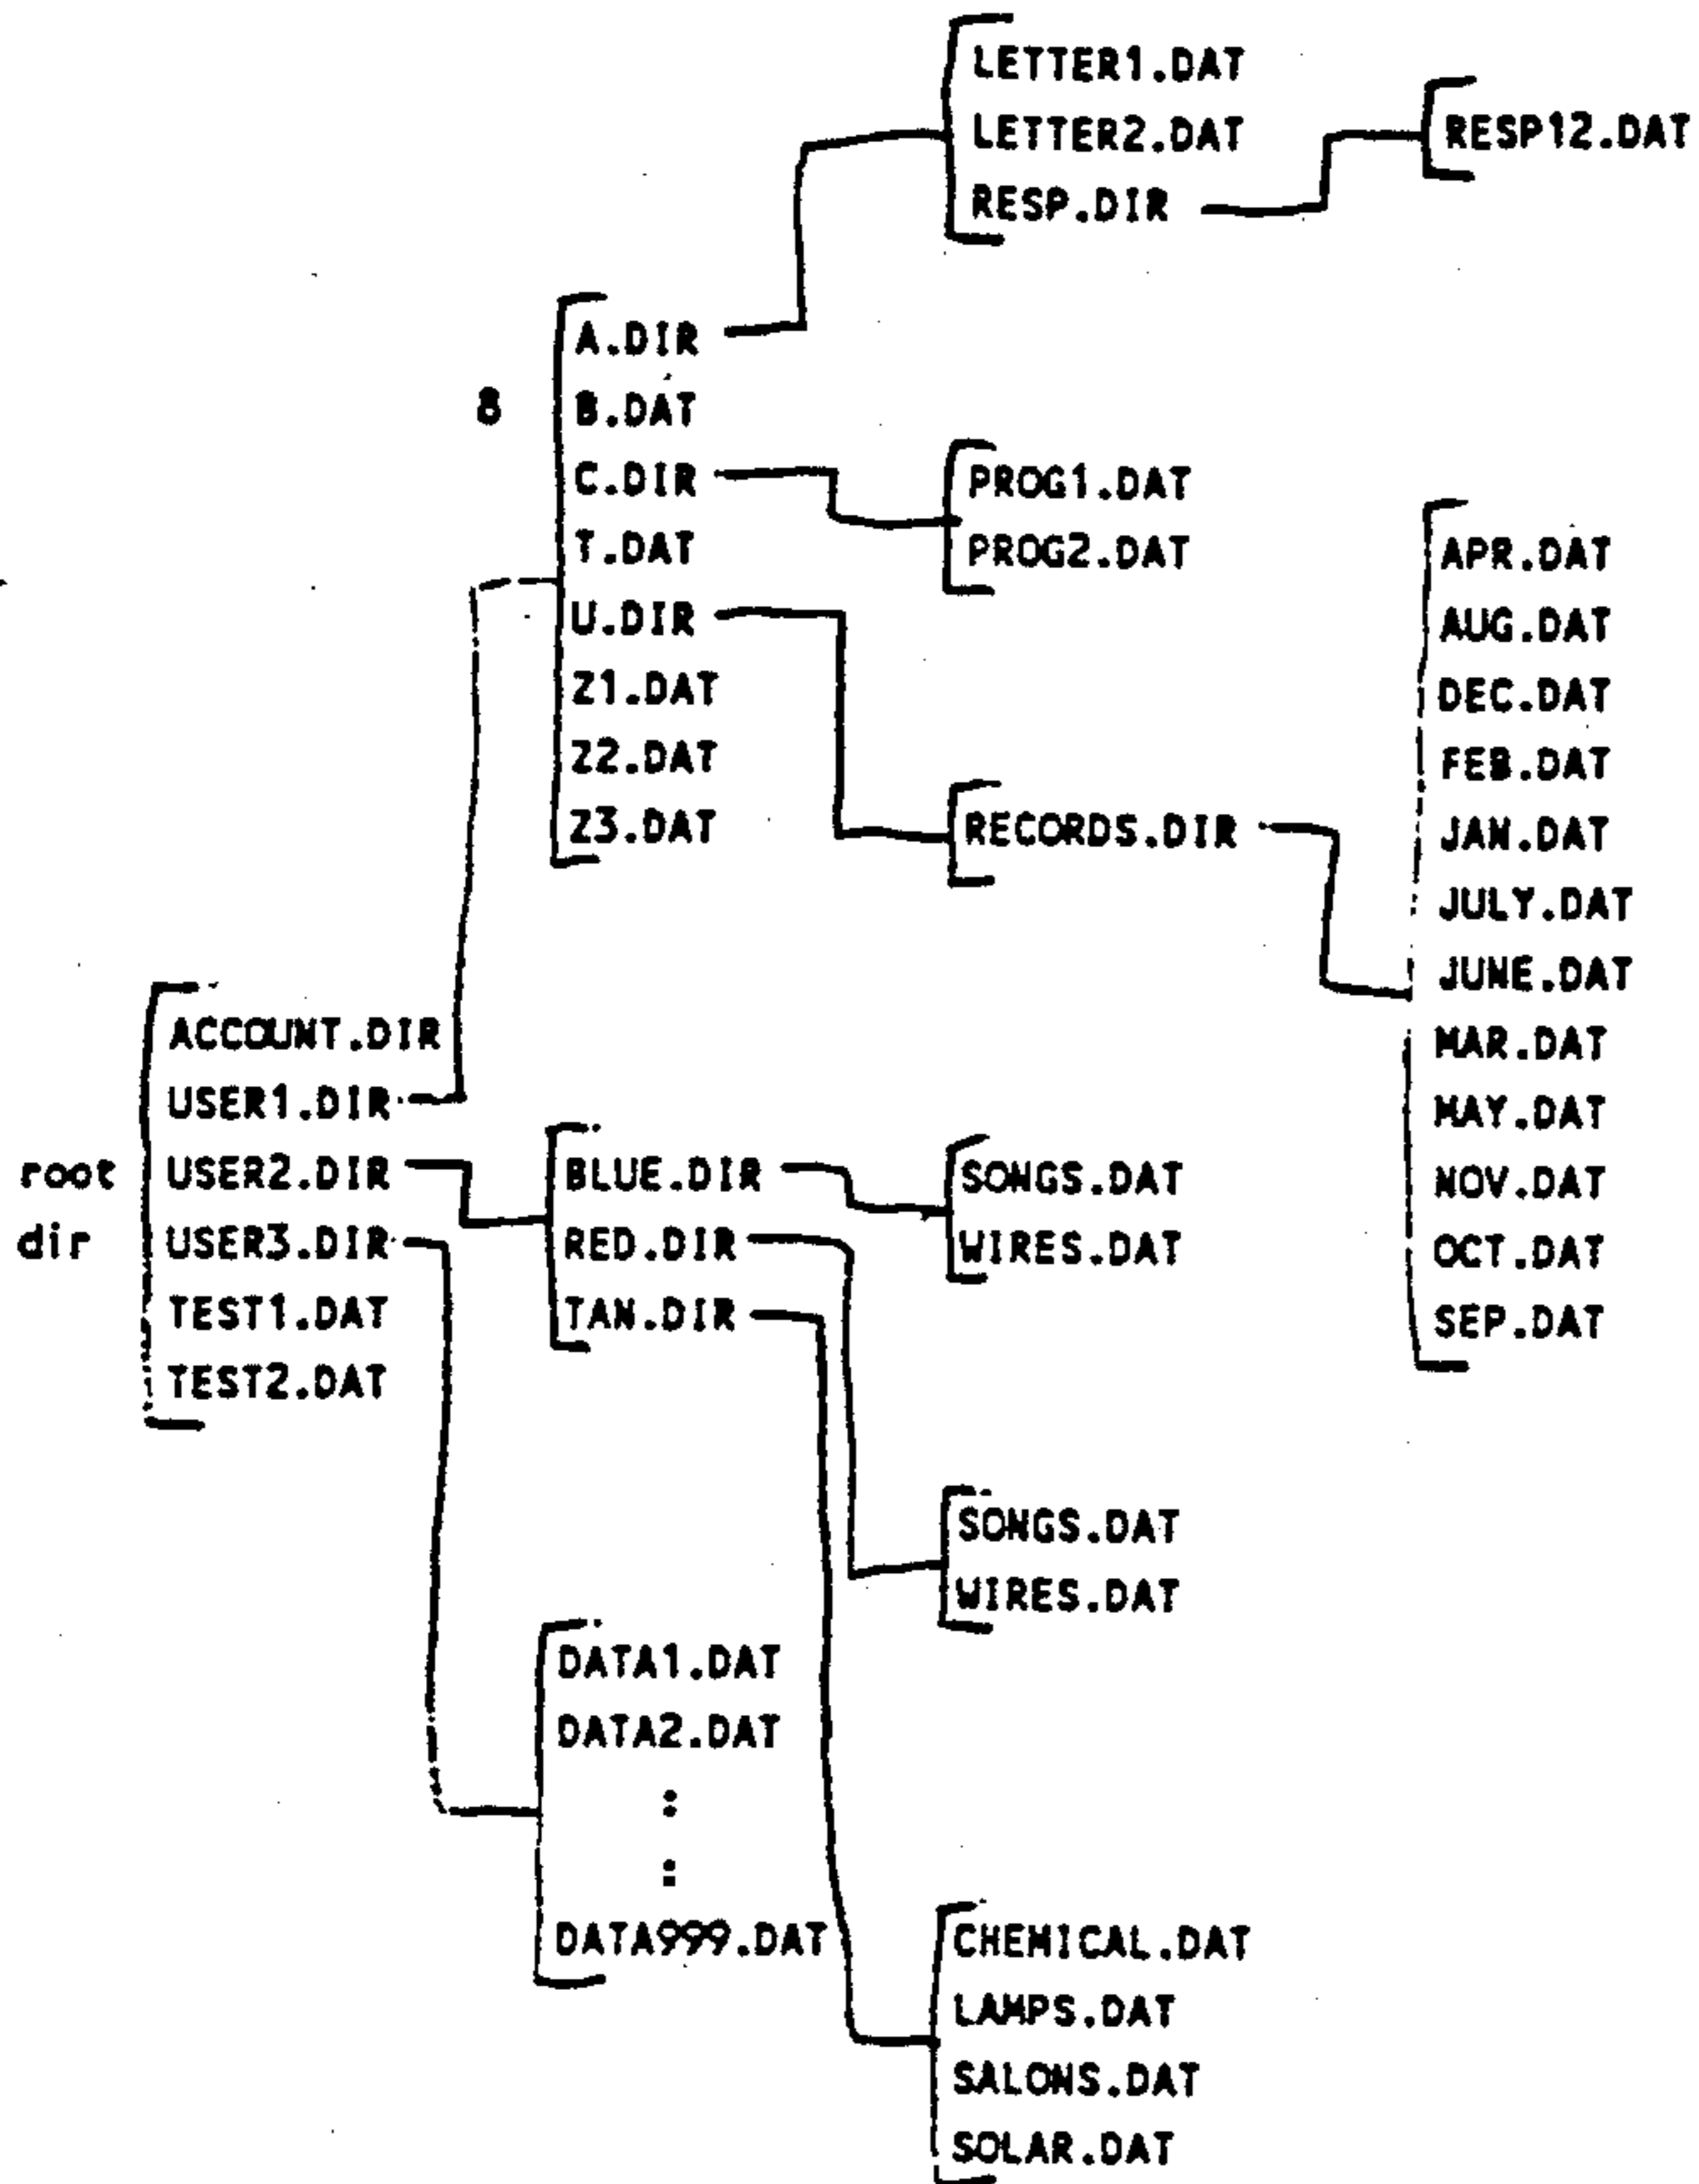 LETTER1.DAT
LETTER2.DAT
RESP.DIR
RESP12.DAT
8
A.DIR
B.DAT
C.DIR
T.DAT
U.DIR
Z1.DAT
Z2.DAT
Z3.DAT
PROG1.DAT
PROG2.DAT
RECORDS.DIR
APR.DAT
AUG.DAT
DEC.DAT
FEB.DAT
JAN.DAT
JULY.DAT
JUNE.DAT
MAR.DAT
MAY.DAT
NOV.DAT
OCT.DAT
SEP.DAT
root
dir
ACCOUNT.DIR
USER1.DIR
USER2.DIR
USER3.DIR
TEST1.DAT
TEST2.DAT
BLUE.DIR
RED.DIR
TAN.DIR
SONGS.DAT
WIRES.DAT
SONGS.DAT
WIRES.DAT
DATA1.DAT
DATA2.DAT
:
:
DATA999.DAT
CHEMICAL.DAT
LAMPS.DAT
SALONS.DAT
SOLAR.DAT